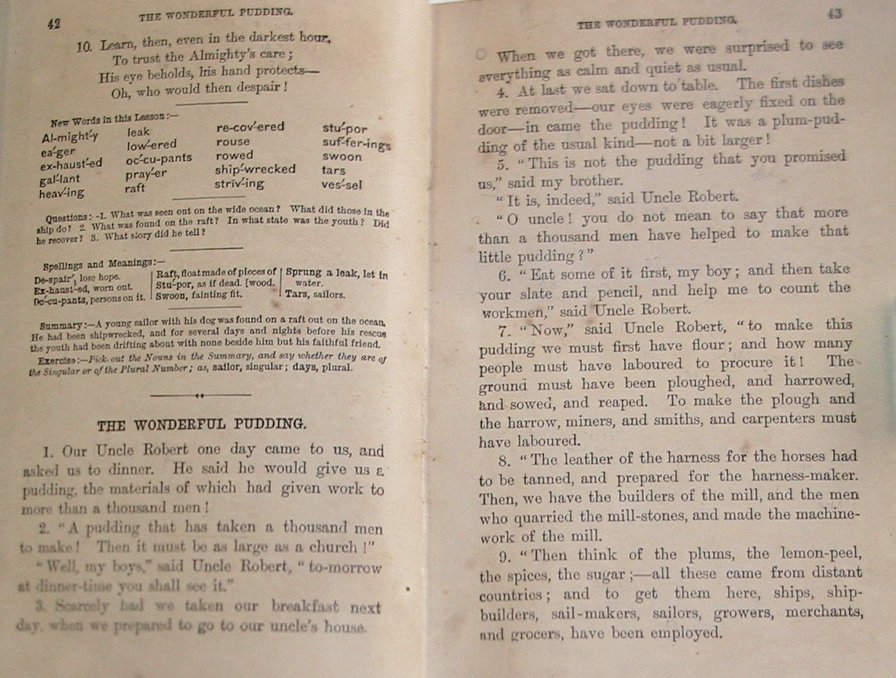 42 THE WONDERFUL PUDDING.
10. Learn, then, even in the darkest hour,
To trust the Almighty's care ;
His eye beholds, his hand protects—
Oh, who would then despair !
New Words in this Lesson :—
Al-might´-y leak re-cov´-ered stu´-por
ea´-ger low´-ered rouse suf´-fer-ings
ex-haust´-ed oc´-cu-pants rowed swoon
gal´-lant pray´-er ship´-wrecked tars
heav´-ing raft striv´-ing ves´-sel
Questions : -1. What was seen out on the wide ocean ? What did those in the
ship do ? 2. What was found on the raft ? In what state was the youth ? Did
he recover ? 3. What story did he tell ?
Spellings and Meanings :—
De-spair´, lose hope. Raft, float made of pieces of Sprung a leak, let in
Ex-haust-ed, worn out. Stu-por, as if dead. [wood. water.
Oc´-cu-pants, persons on it. Swoon, fainting fit. Tars, sailors.
Summary :—A young sailor with his dog was found on a raft out on the ocean.
He had been shipwrecked, and for several days and nights before his rescue
the youth had been drifting about with none beside him but his faithful friend.
Exercise :—Pick out the Nouns in the Summary, and say whether they are of
the Singular or of the Plural Number ; as, sailor, singular ; days, plural.
THE WONDERFUL PUDDING.
1. Our Uncle Robert one day came to us, and
asked us to dinner. He said he would give us a
pudding, the materials of which had given work to
more than a thousand men !
2. “A pudding that has taken a thousand men
to make ! Then it must be as large as a church !”
“Well, my boys,” said Uncle Robert, “to-morrow
at dinner-time you shall see it.”
3. Scarcely had we taken our breakfast next
day, when we prepared to go to our uncle's house.
THE WONDERFUL PUDDING. 43
When we got there, we were surprised to see
everything as calm and quiet as usual.
4. At last we sat down to table. The first dishes
were removed—our eyes were eagerly fixed on the
door—in came the pudding ! It was a plum-pud-
ding of the usual kind—not a bit larger !
5. “This is not the pudding that you promised
us,” said my brother.
“It is, indeed,” said Uncle Robert.
“O uncle ! you do not mean to say that more
than a thousand men have helped to make that
little pudding ?”
6. “Eat some of it first, my boy ; and then take
your slate and pencil, and help me to count the
workmen,” said Uncle Robert.
7. “Now,” said Uncle Robert, “to make this
pudding we must first have flour ; and how many
people must have laboured to procure it ! The
ground must have been ploughed, and harrowed,
and sowed, and reaped. To make the plough and
the harrow, miners, and smiths, and carpenters must
have laboured.
8. “The leather of the harness for the horses had
to be tanned, and prepared for the harness-maker.
Then, we have the builders of the mill, and the men
who quarried the mill-stones, and made the machine-
work of the mill.
9. “Then think of the plums, the lemon-peel,
the spices, the sugar ;—all these came from distant
countries ; and to get them here, ships, ship-
builders, sail-makers, sailors, growers, merchants,
and grocers, have been employed.